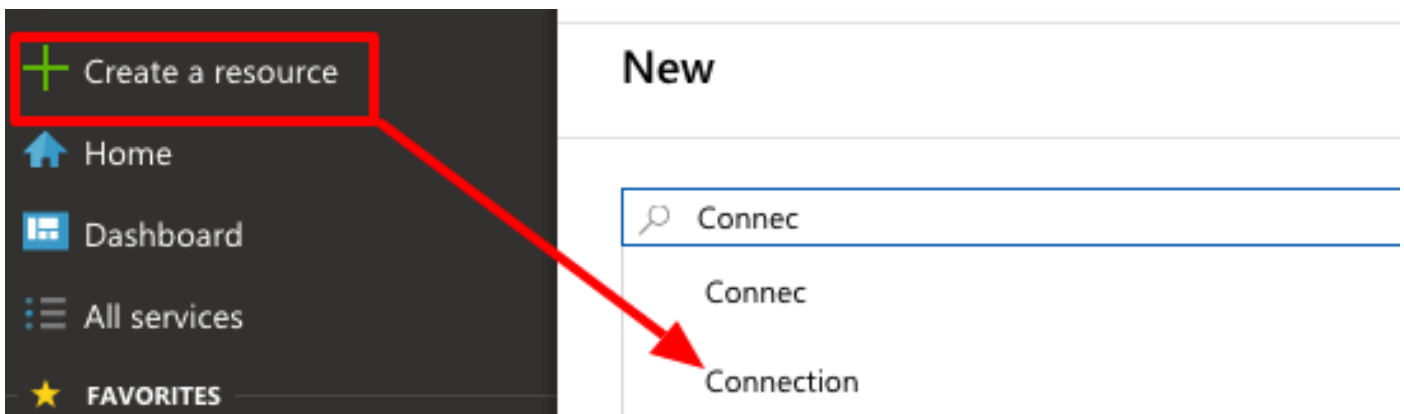 Create a resource
Home
Dashboard
All services
FAVORITES
New
Connec
Connec
Connection